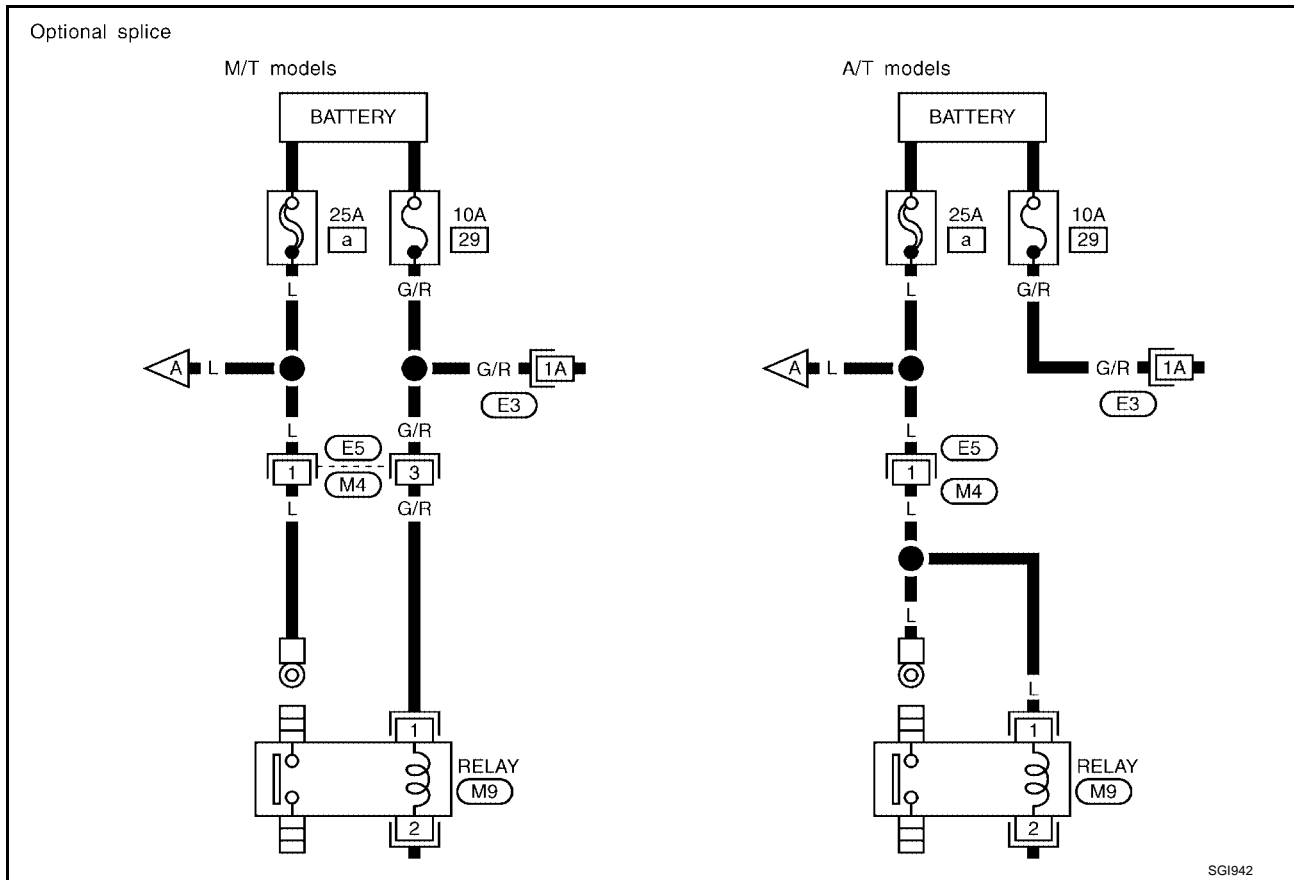 Optional splice
M/T models
A/T models
BATTERY
BATTERY
25A
a
10A
29
25A
a
10A
29
L
G/R
L
G/R
A
L
G/R
1A
A
L
G/R
1A
E3
E3
L
G/R
L
1
E5
3
1
E5
M4
M4
L
G/R
L
L
L
1
1
RELAY
M9
RELAY
M9
2
2
SGI942